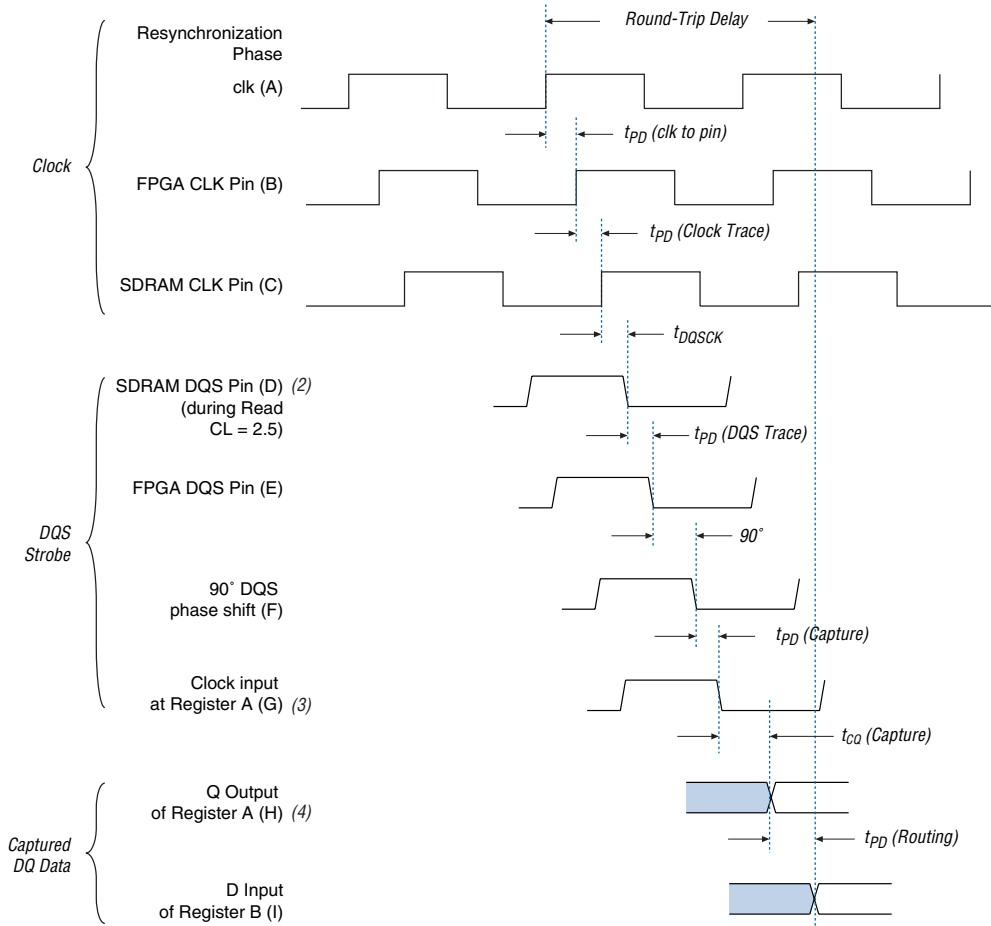 Round-Trip Delay
Resynchronization
Phase
clk (A)
t_PD (clk to pin)
Clock
FPGA CLK Pin (B)
t_PD (Clock Trace)
SDRAM CLK Pin (C)
t_DQSCK
SDRAM DQS Pin (D) (2)
(during Read
CL = 2.5)
t_PD (DQS Trace)
FPGA DQS Pin (E)
DQS
Strobe
90°
90˚ DQS
phase shift (F)
t_PD (Capture)
Clock input
at Register A (G) (3)
t_CQ (Capture)
Q Output
of Register A (H) (4)
t_PD (Routing)
Captured
DQ Data
D Input
of Register B (I)